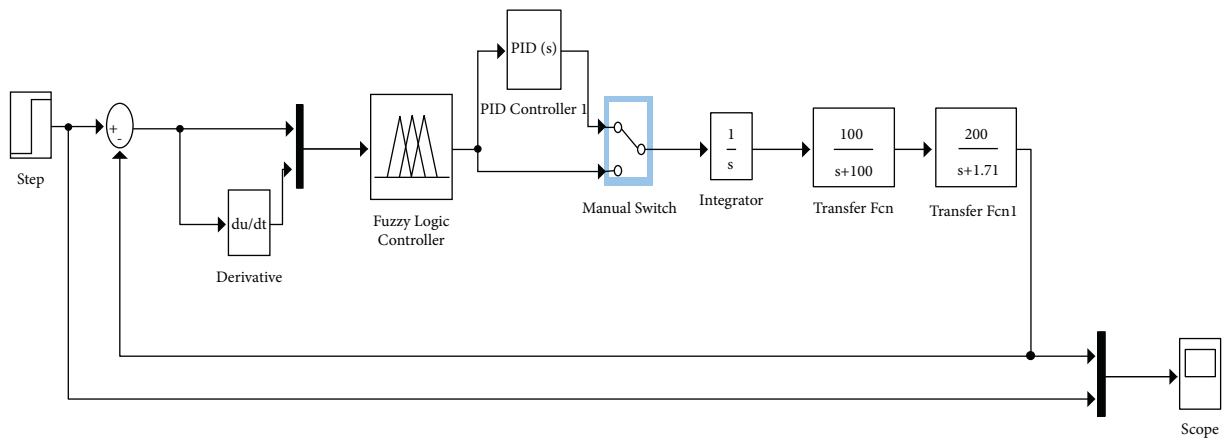 PID (s)
PID Controller 1
Step
+
-
du/dt
Derivative
Fuzzy Logic
Controller
Manual Switch
1
s
Integrator
100
s+100
Transfer Fcn
200
s+1.71
Transfer Fcn1
Scope